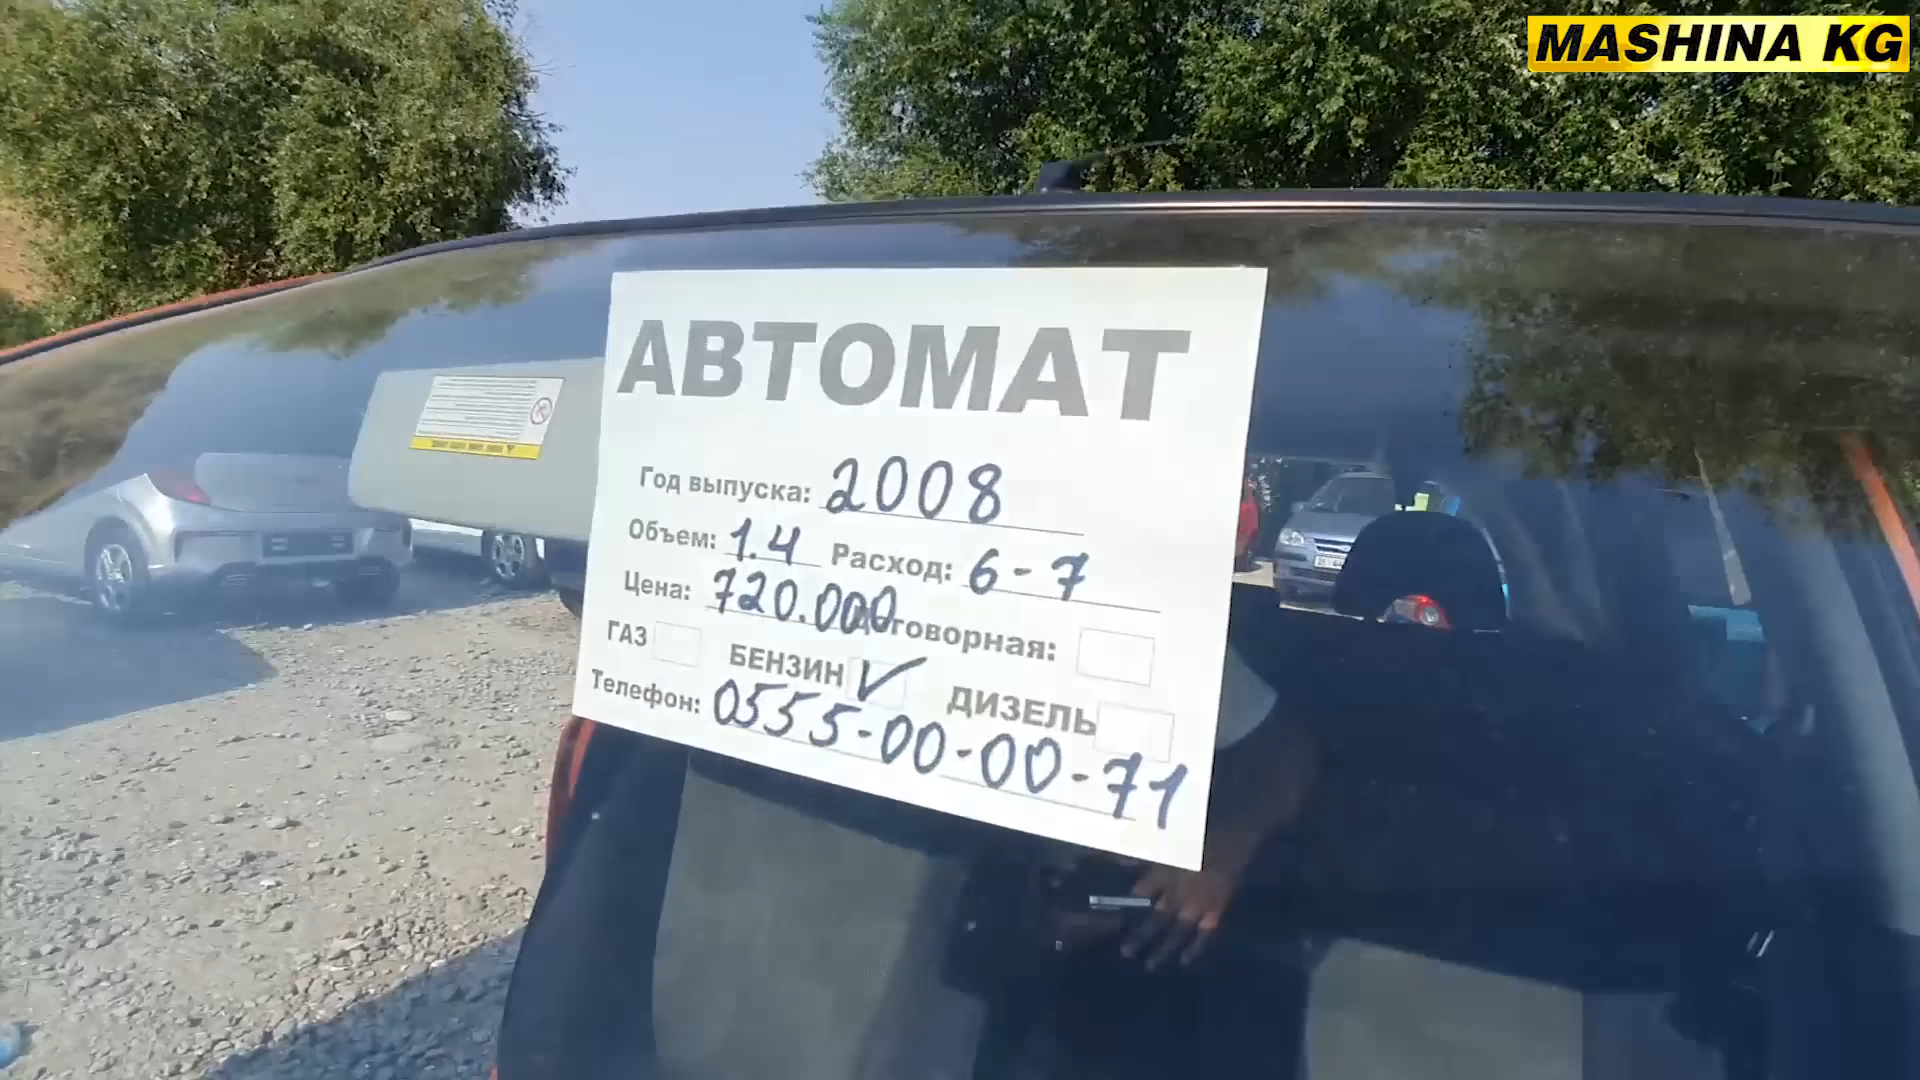 MASHINA KG
АВТОМАТ
Год выпуска: 2008
Объем: 1.4 Расход: 6-7
Цена: 720.000 Договорная:
ГАЗ БЕНЗИН ✓ ДИЗЕЛЬ
Телефон: 0555-00-00-71